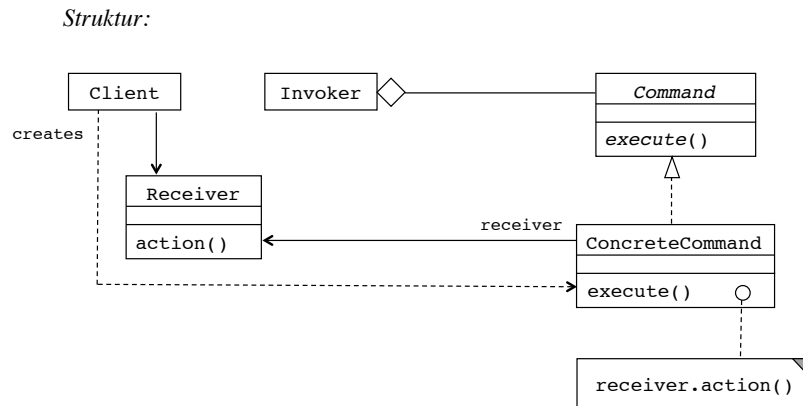 Struktur:
Client
Invoker
Command
execute()
creates
Receiver
action()
receiver
ConcreteCommand
execute()
receiver.action()